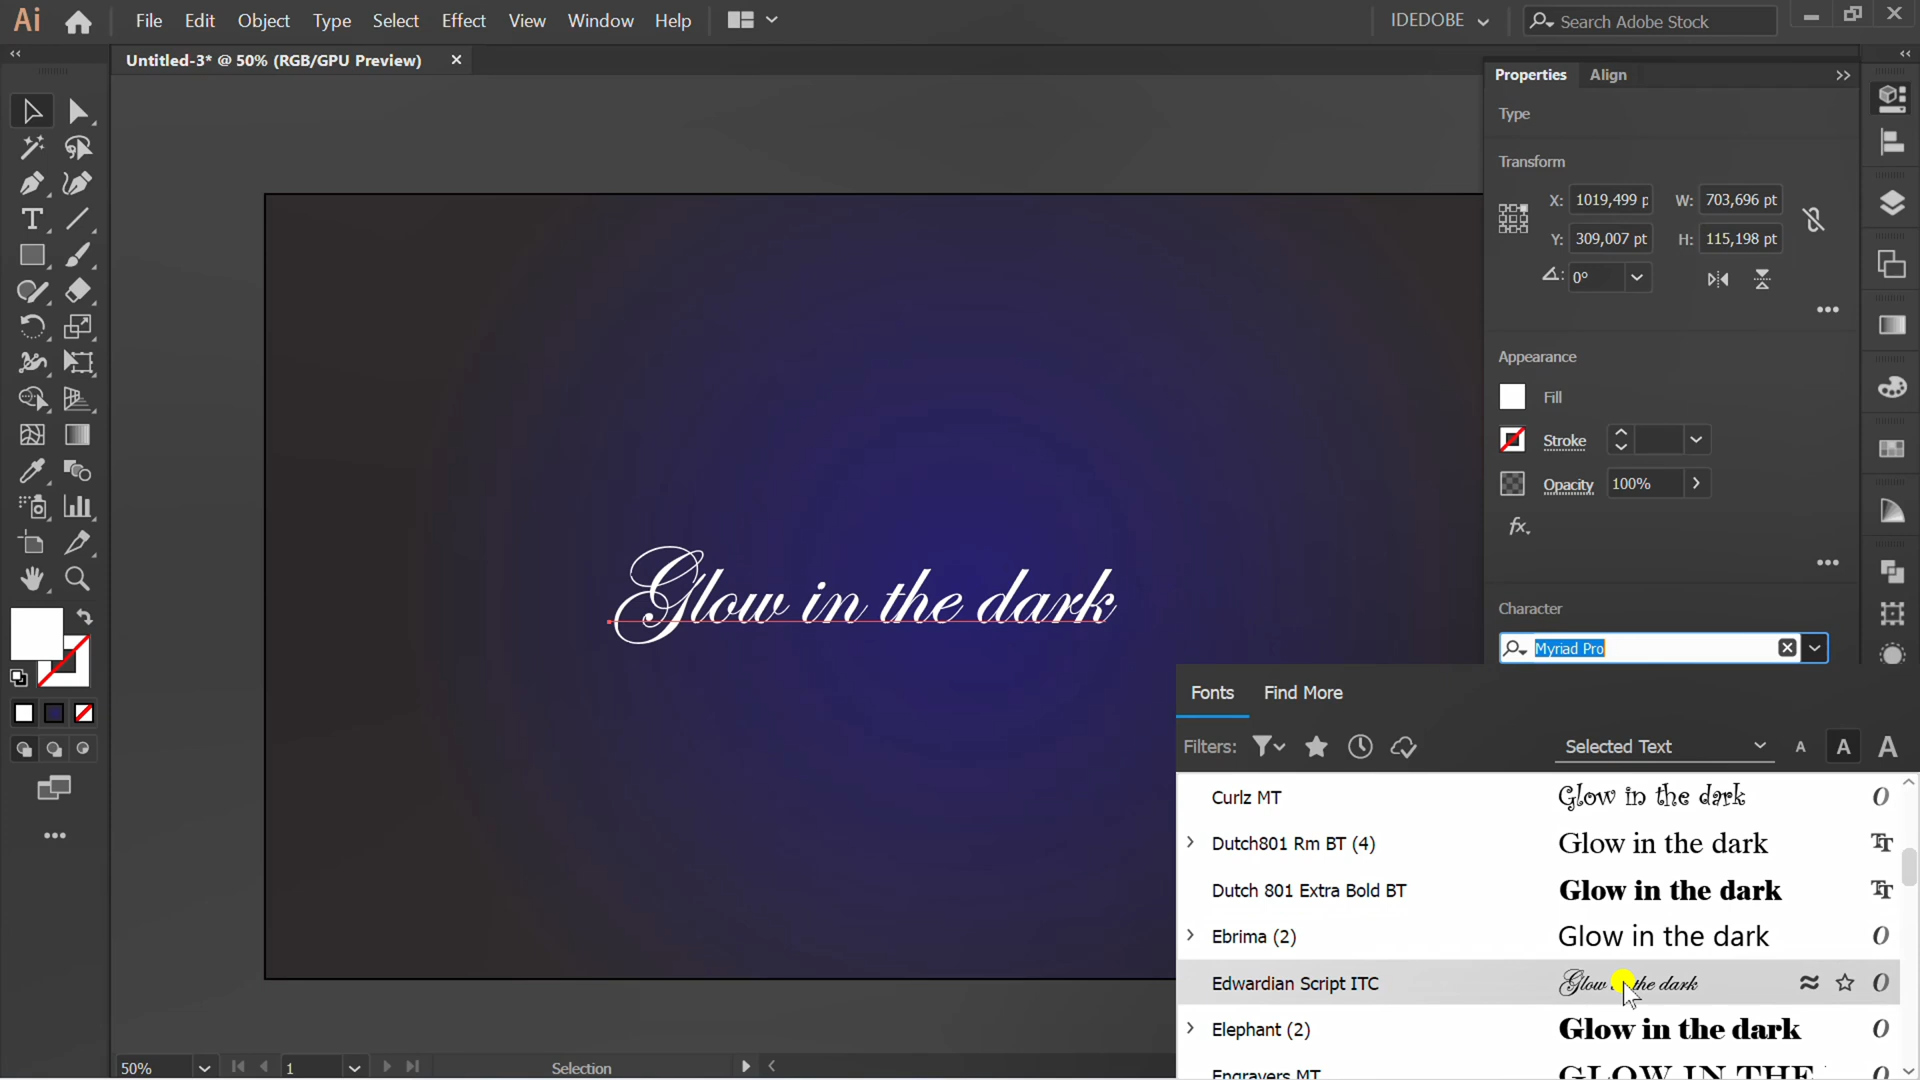 Ai File Edit Object Type Select Effect View Window Help IDEDOBE Search Adobe Stock
Untitled-3* @ 50% (RGB/GPU Preview)
Properties Align
Type
Transform
X: 1019,499 p W: 703,696 pt
Y: 309,007 pt H: 115,198 pt
0°
Appearance
Fill
Stroke
Opacity 100%
fx.
Character
Myriad Pro
Glow in the dark
Fonts Find More
Filters: Selected Text A A A
Curlz MT Glow in the dark O
Dutch801 Rm BT (4) Glow in the dark
Dutch 801 Extra Bold BT Glow in the dark
Ebrima (2) Glow in the dark O
Edwardian Script ITC Glow in the dark O
Elephant (2) Glow in the dark O
Engravers MT GLOW IN THE O
50% 1 Selection